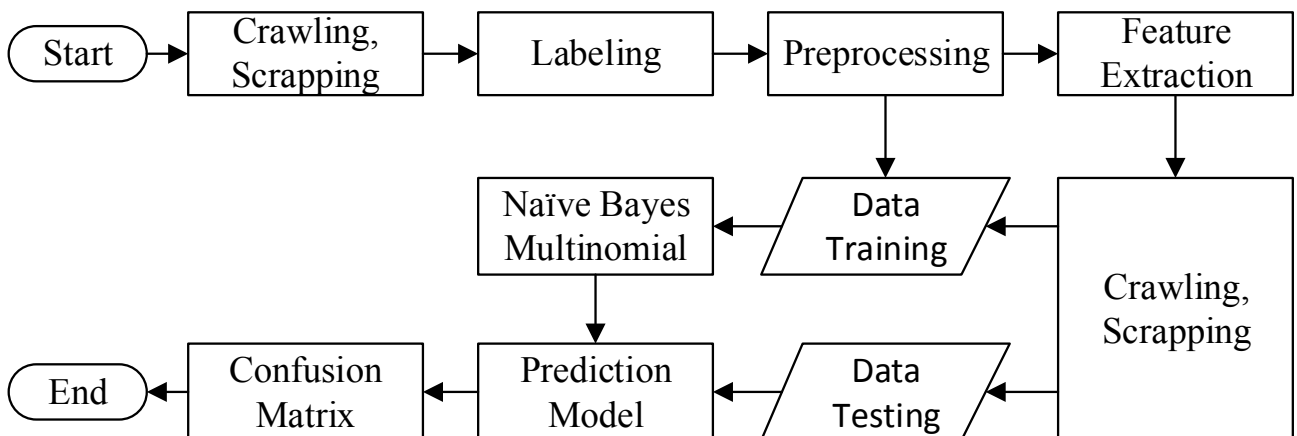 Start
Crawling,
Scrapping
Labeling
Preprocessing
Feature
Extraction
Naïve Bayes
Multinomial
Data
Training
Crawling,
Scrapping
End
Confusion
Matrix
Prediction
Model
Data
Testing